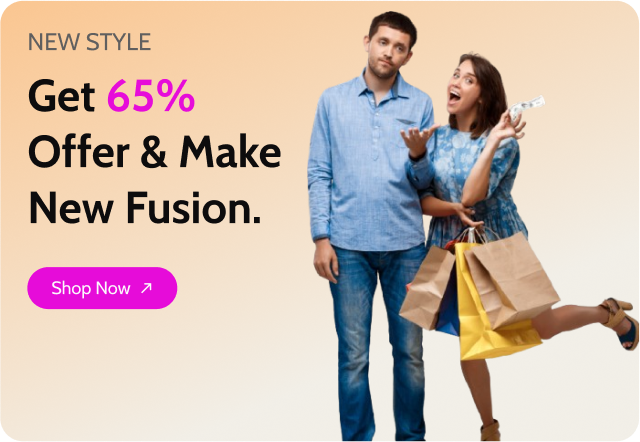 NEW STYLE
Get 65%
Offer & Make
New Fusion.
Shop Now ↗